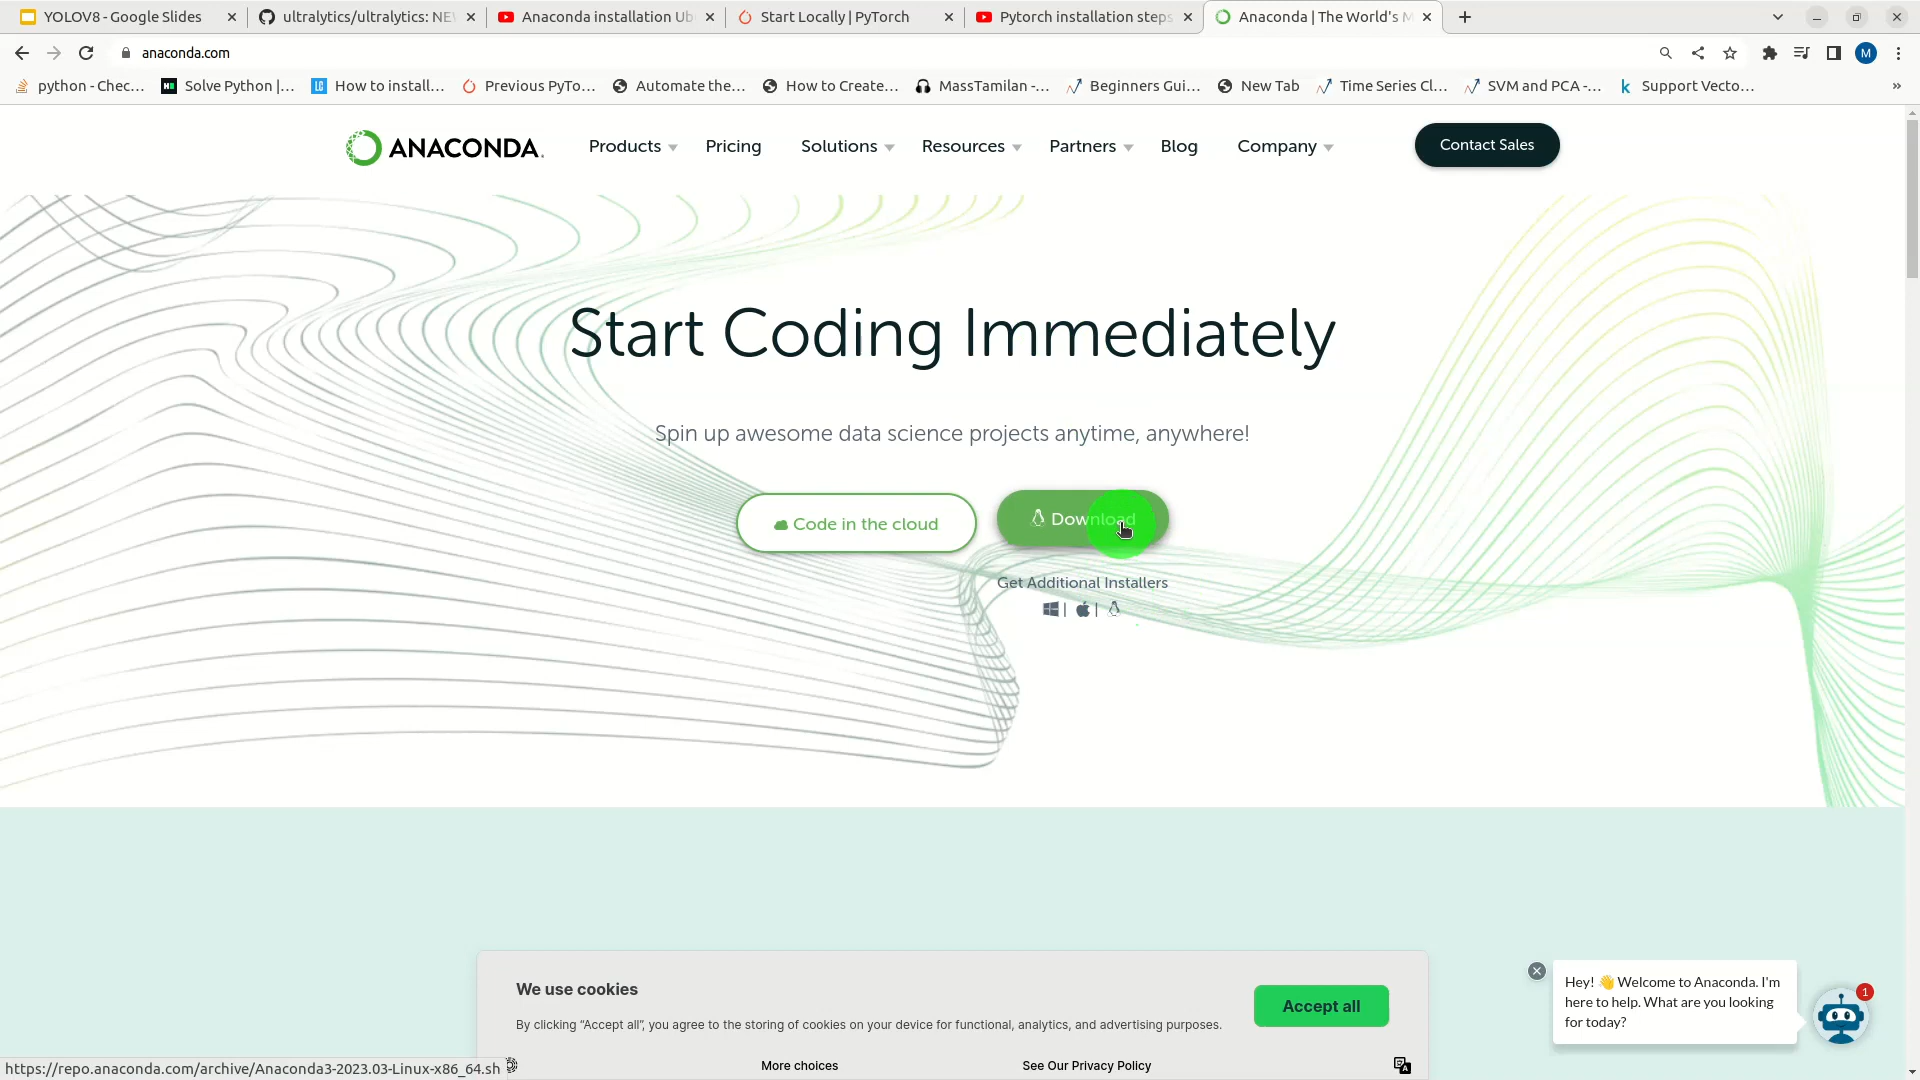 YOLOV8 - Google Slides
ultralytics/ultralytics: NE
Anaconda installation Ub
Start Locally | PyTorch
Pytorch installation steps
Anaconda | The World's M
anaconda.com
M
python - Chec...
Solve Python |...
How to install...
Previous PyTo...
Automate the...
How to Create...
MassTamilan -...
Beginners Gui...
New Tab
Time Series Cl...
SVM and PCA -...
Support Vecto...
»
ANACONDA.
Products
Pricing
Solutions
Resources
Partners
Blog
Company
Contact Sales
Start Coding Immediately
Spin up awesome data science projects anytime, anywhere!
Code in the cloud
Download
Get Additional Installers
| |
We use cookies
By clicking “Accept all”, you agree to the storing of cookies on your device for functional, analytics, and advertising purposes.
Accept all
More choices
See Our Privacy Policy
Hey! 👋 Welcome to Anaconda. I'm
here to help. What are you looking
for today?
1
https://repo.anaconda.com/archive/Anaconda3-2023.03-Linux-x86_64.sh